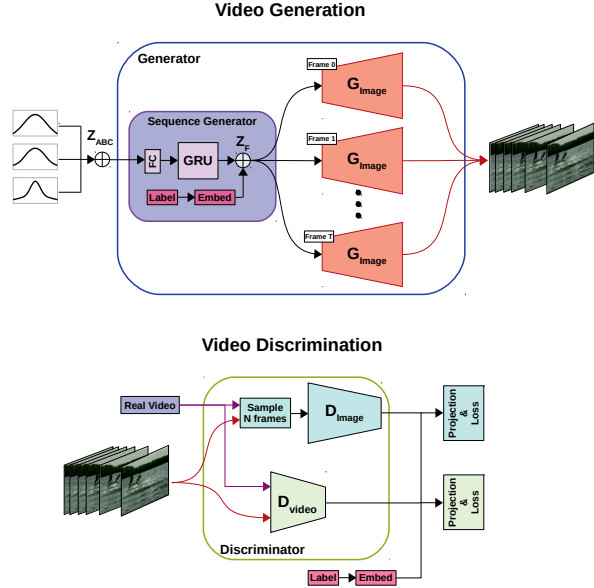 Video Generation
Generator
Frame 0
G Image
Sequence Generator
Z ABC
Z F
Frame 1
G Image
FC
GRU
Label
Embed
Frame T
G Image
Video Discrimination
Real Video
Sample
N frames
D Image
Projection
& Loss
D video
Projection
& Loss
Discriminator
Label
Embed